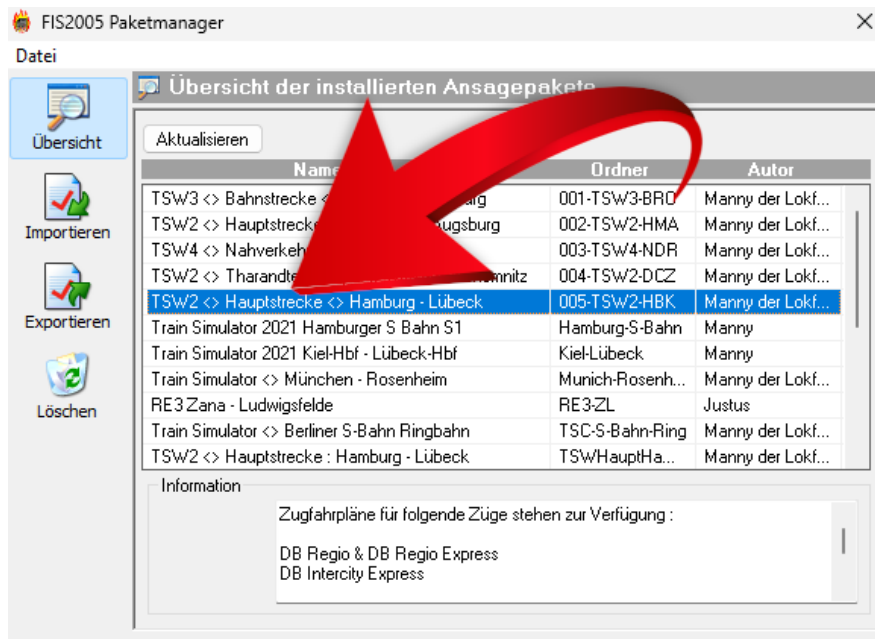 FIS2005 Paketmanager
Datei
Übersicht der installierten Ansagepakete
Übersicht
Importieren
Exportieren
Löschen
Aktualisieren
Name Ordner Autor
TSW3 <> Bahnstrecke 001-TSW3-BRO Manny der Lokf...
TSW2 <> Hauptstrecke ugsburg 002-TSW2-HMA Manny der Lokf...
TSW4 <> Nahverkeh 003-TSW4-NDR Manny der Lokf...
TSW2 <> Tharandte mnitz 004-TSW2-DCZ Manny der Lokf...
TSW2 <> Hauptstrecke <> Hamburg - Lübeck 005-TSW2-HBK Manny der Lokf...
Train Simulator 2021 Hamburger S Bahn S1 Hamburg-S-Bahn Manny
Train Simulator 2021 Kiel-Hbf - Lübeck-Hbf Kiel-Lübeck Manny
Train Simulator <> München - Rosenheim Munich-Rosenh... Manny der Lokf...
RE3 Zana - Ludwigsfelde RE3-ZL Justus
Train Simulator <> Berliner S-Bahn Ringbahn TSC-S-Bahn-Ring Manny der Lokf...
TSW2 <> Hauptstrecke : Hamburg - Lübeck TSWHauptHa... Manny der Lokf...
Information
Zugfahrpläne für folgende Züge stehen zur Verfügung :
DB Regio & DB Regio Express
DB Intercity Express